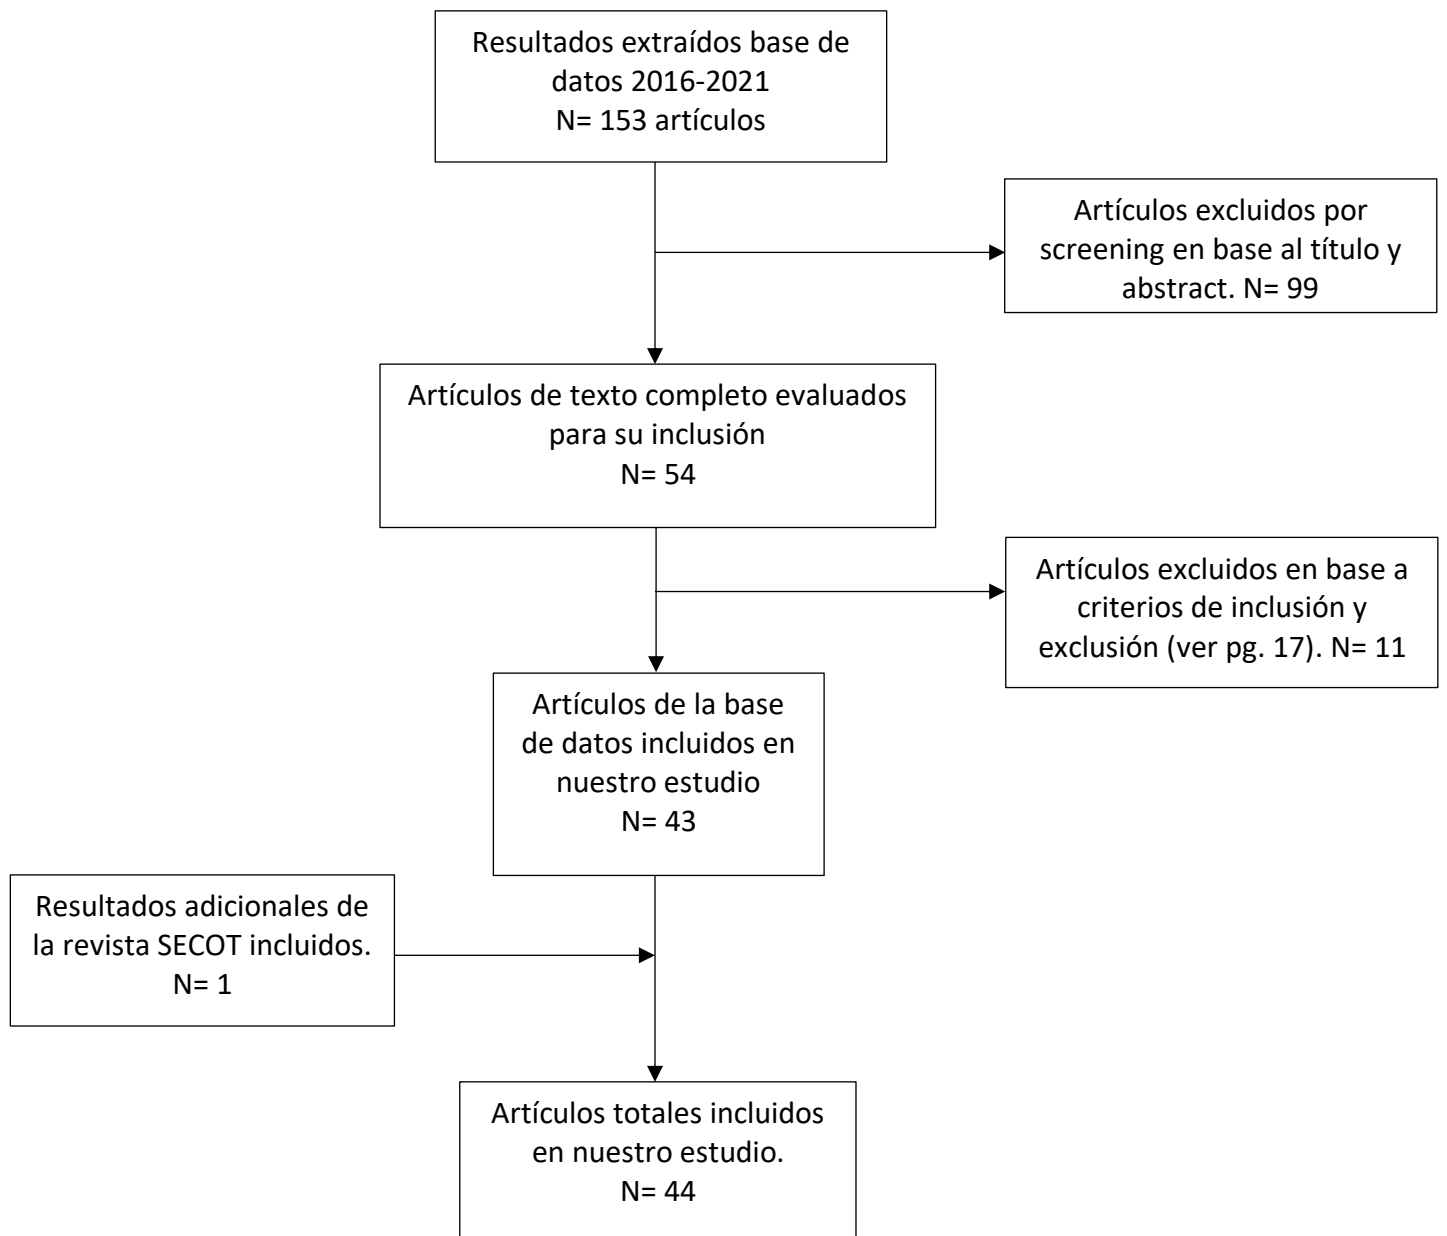 Resultados extraídos base de
datos 2016-2021
N= 153 artículos
Artículos excluidos por
screening en base al título y
abstract. N= 99
Artículos de texto completo evaluados
para su inclusión
N= 54
Artículos excluidos en base a
criterios de inclusión y
exclusión (ver pg. 17). N= 11
Artículos de la base
de datos incluidos en
nuestro estudio
N= 43
Resultados adicionales de
la revista SECOT incluidos.
N= 1
Artículos totales incluidos
en nuestro estudio.
N= 44